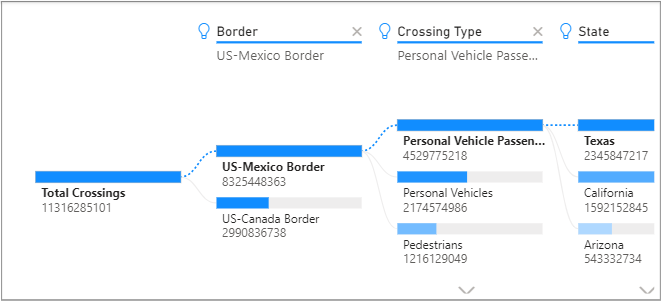 Border
US-Mexico Border
Crossing Type
Personal Vehicle Passe...
State
Total Crossings
11316285101
US-Mexico Border
8325448363
US-Canada Border
2990836738
Personal Vehicle Passen...
4529775218
Personal Vehicles
2174574986
Pedestrians
1216129049
Texas
2345847217
California
1592152845
Arizona
543332734